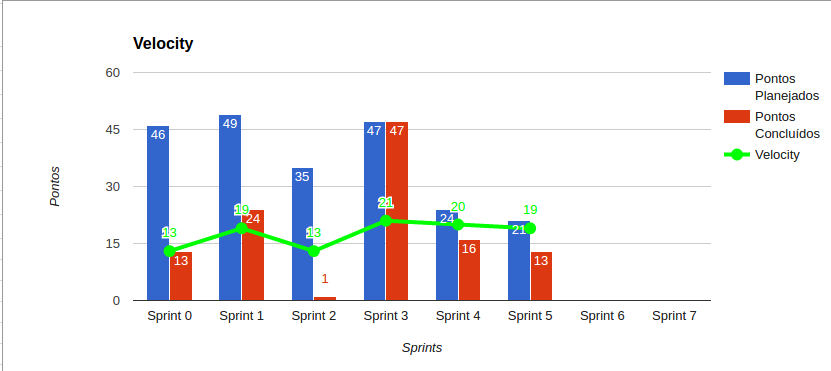 Velocity
60
45
30
15
0
Pontos
46
13
13
49
19
24
35
13
1
47
21
47
24
20
16
21
19
13
Sprint 0
Sprint 1
Sprint 2
Sprint 3
Sprint 4
Sprint 5
Sprint 6
Sprint 7
Sprints
Pontos
Planejados
Pontos
Concluídos
Velocity